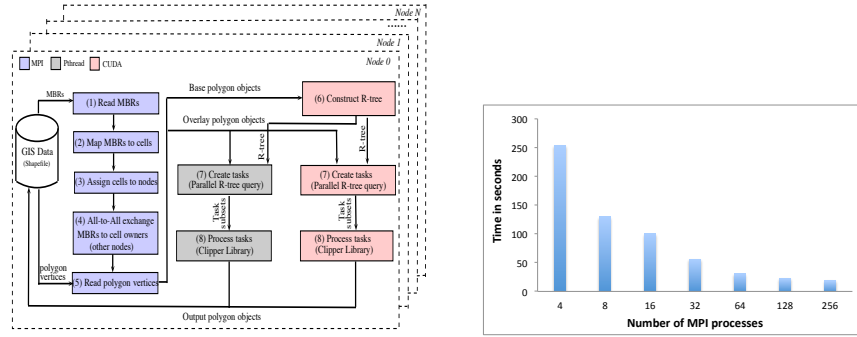 Node N
......
Node 1
Node 0
MPI
Pthread
CUDA
MBRs
(1) Read MBRs
(2) Map MBRs to cells
(3) Assign cells to nodes
(4) All-to-All exchange
MBRs to cell owners
(other nodes)
(5) Read polygon vertices
GIS Data
(Shapefile)
polygon
vertices
Base polygon objects
Overlay polygon objects
(6) Construct R-tree
R-tree
R-tree
(7) Create tasks
(Parallel R-tree query)
(7) Create tasks
(Parallel R-tree query)
Task
subsets
Task
subsets
(8) Process tasks
(Clipper Library)
(8) Process tasks
(Clipper Library)
Output polygon objects
Time in seconds
300
250
200
150
100
50
0
4 8 16 32 64 128 256
Number of MPI processes